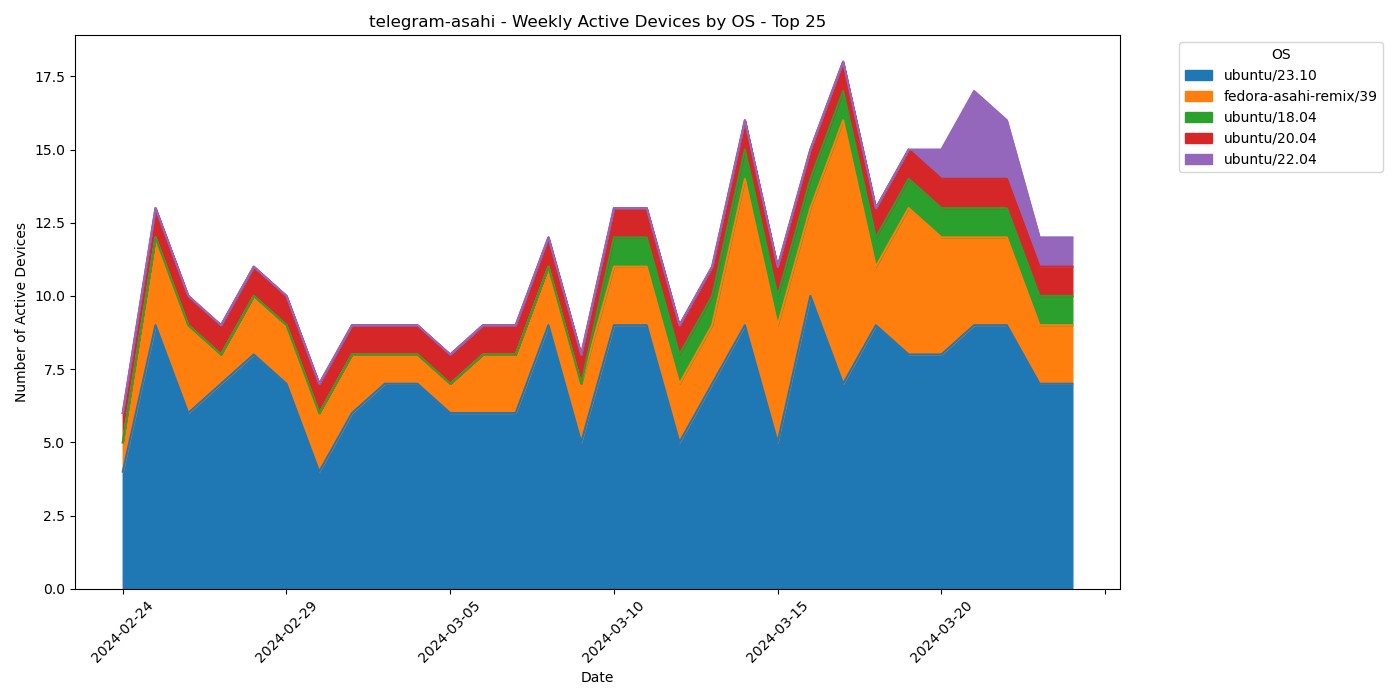 telegram-asahi - Weekly Active Devices by OS - Top 25
OS
ubuntu/23.10
fedora-asahi-remix/39
ubuntu/18.04
ubuntu/20.04
ubuntu/22.04
Number of Active Devices
17.5
15.0
12.5
10.0
7.5
5.0
2.5
0.0
2024-02-24
2024-02-29
2024-03-05
2024-03-10
2024-03-15
2024-03-20
Date